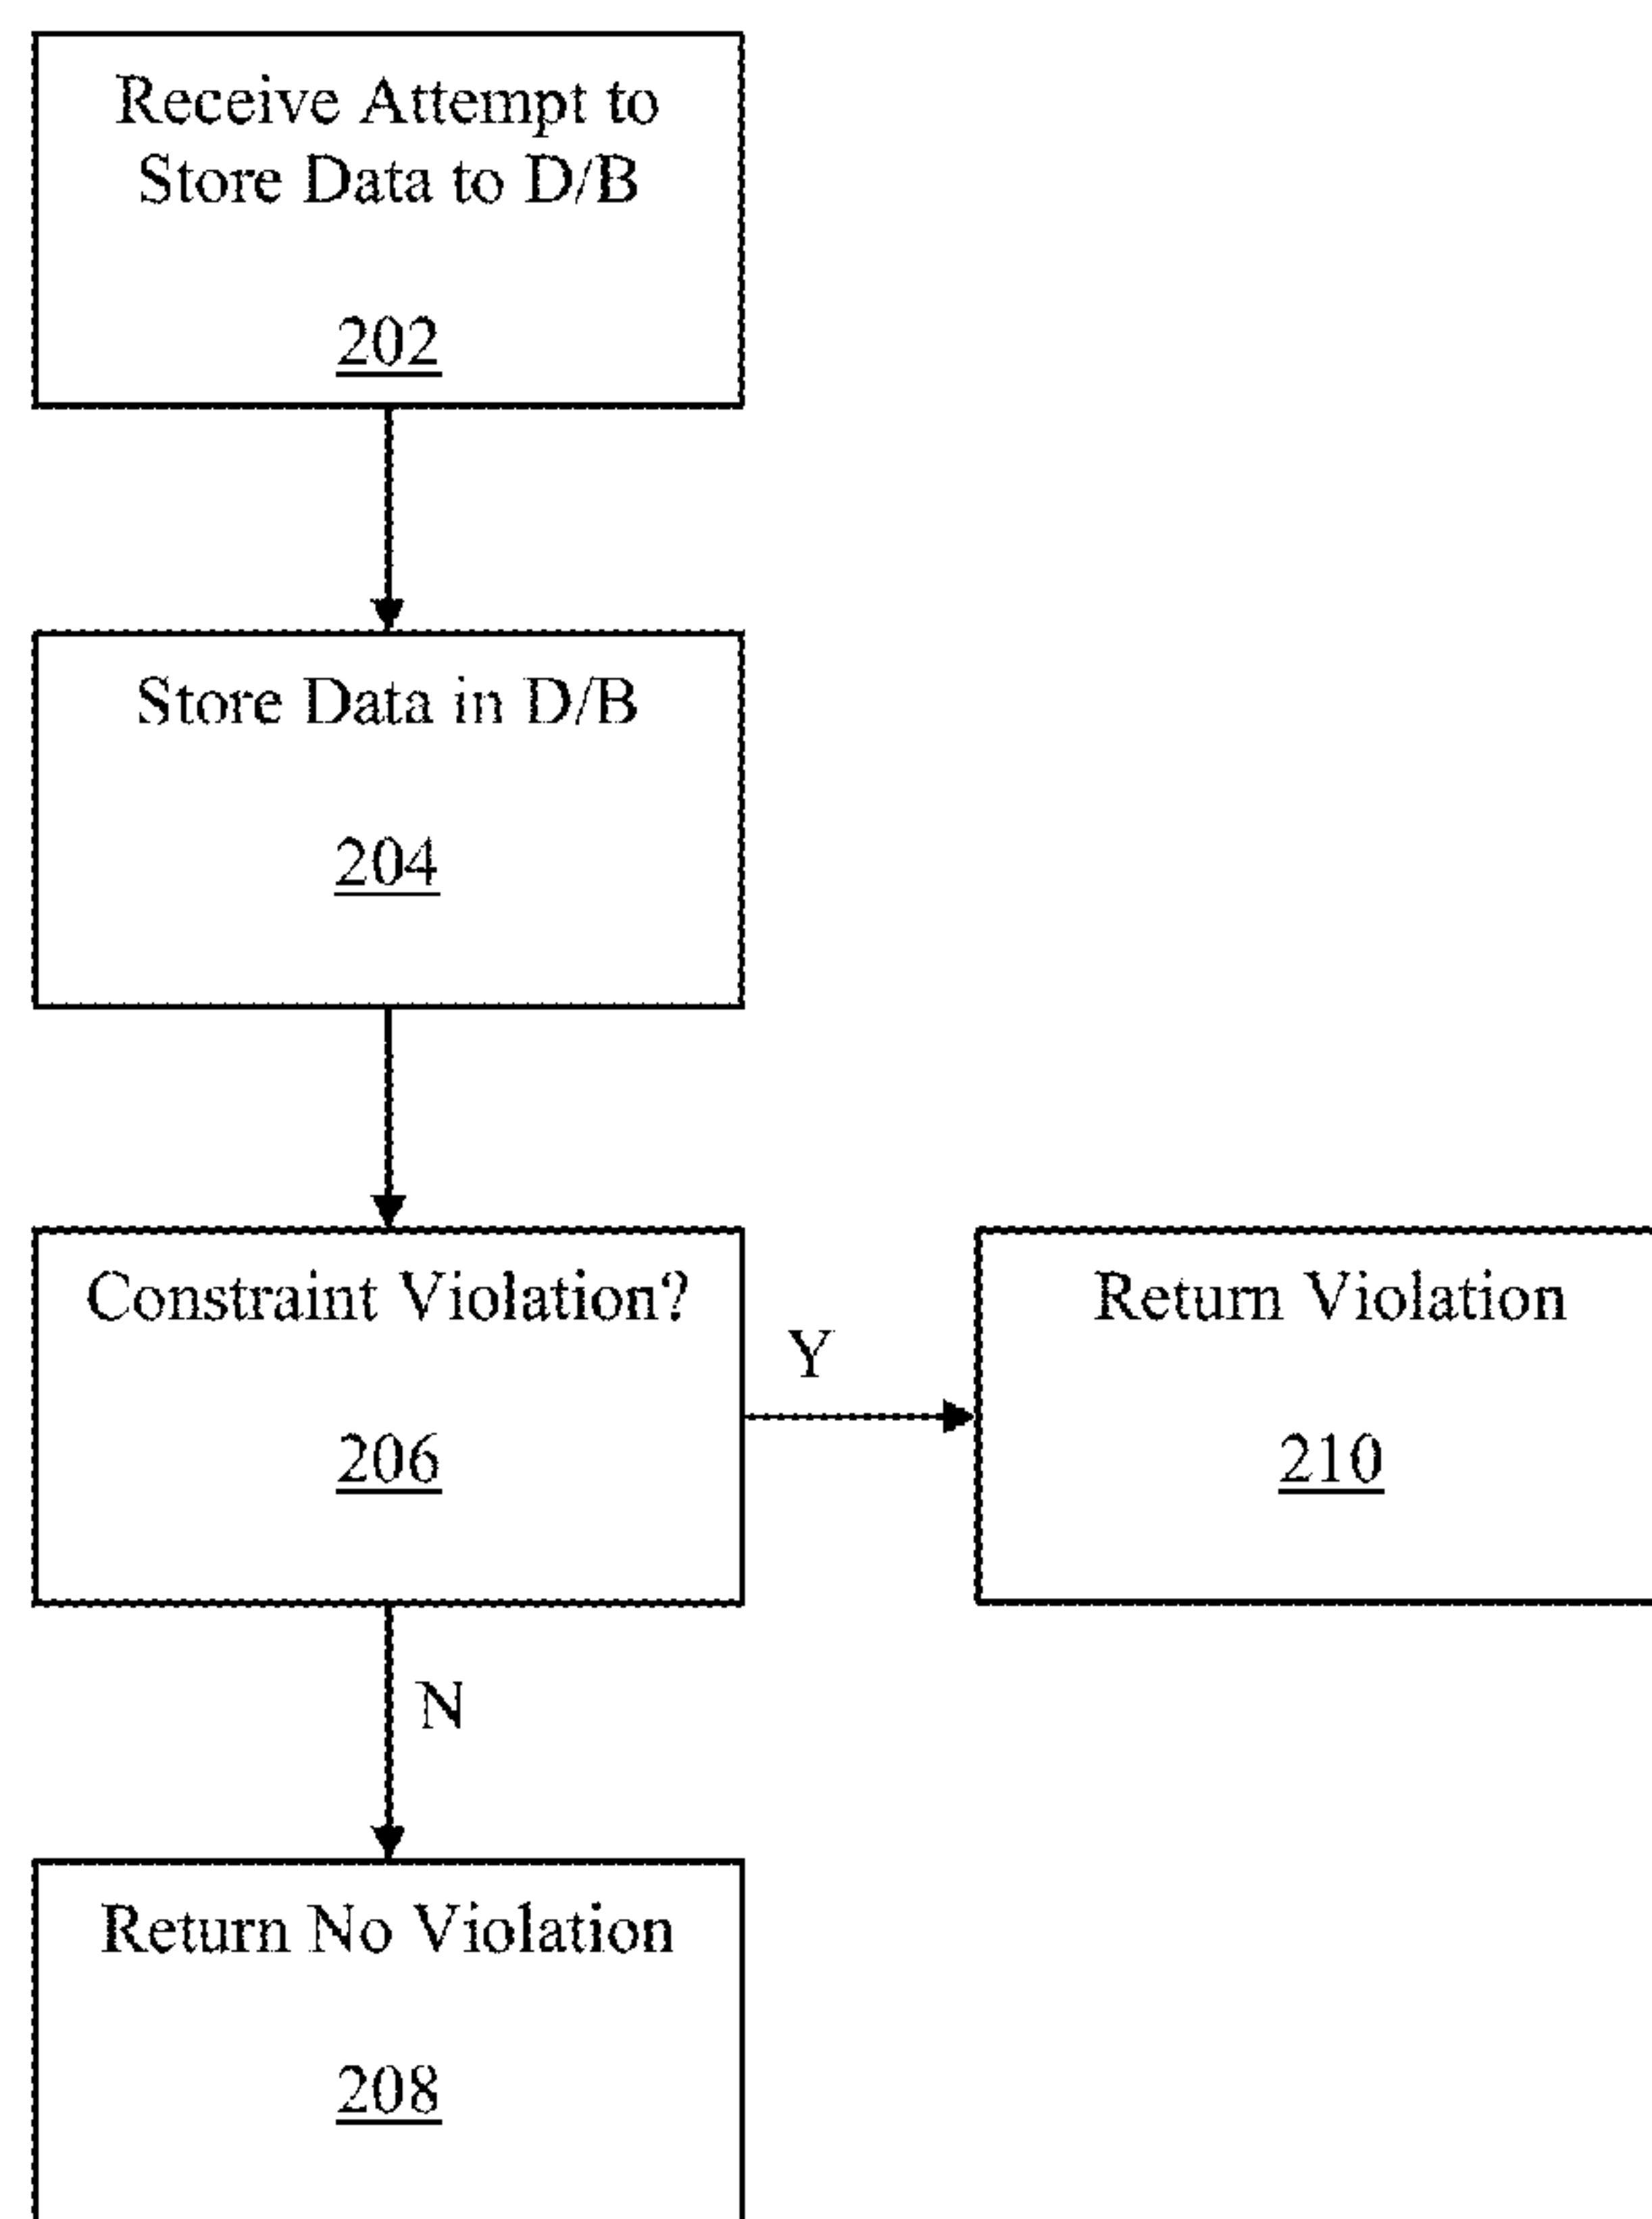 Receive Attempt to
Store Data to D/B
202
Store Data in D/B
204
Constraint Violation?
206
Y
Return Violation
210
N
Return No Violation
208